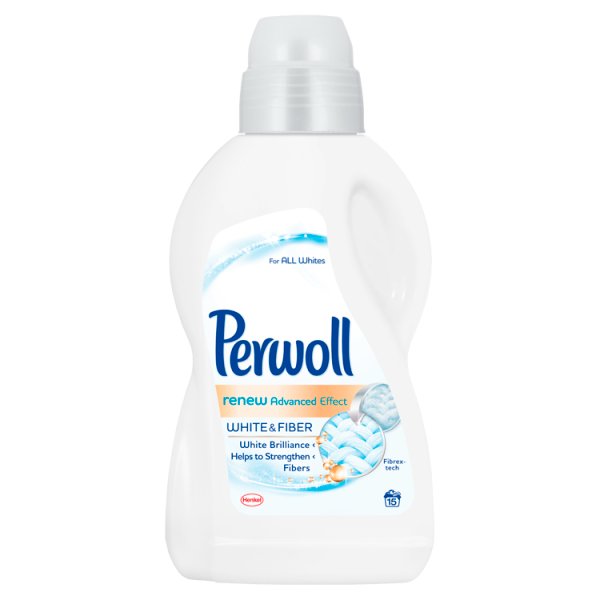 For ALL Whites
Perwoll
renew Advanced Effect
WHITE & FIBER
White Brilliance
Helps to Strengthen
Fibers
Fibrex-
tech
Henkel
15